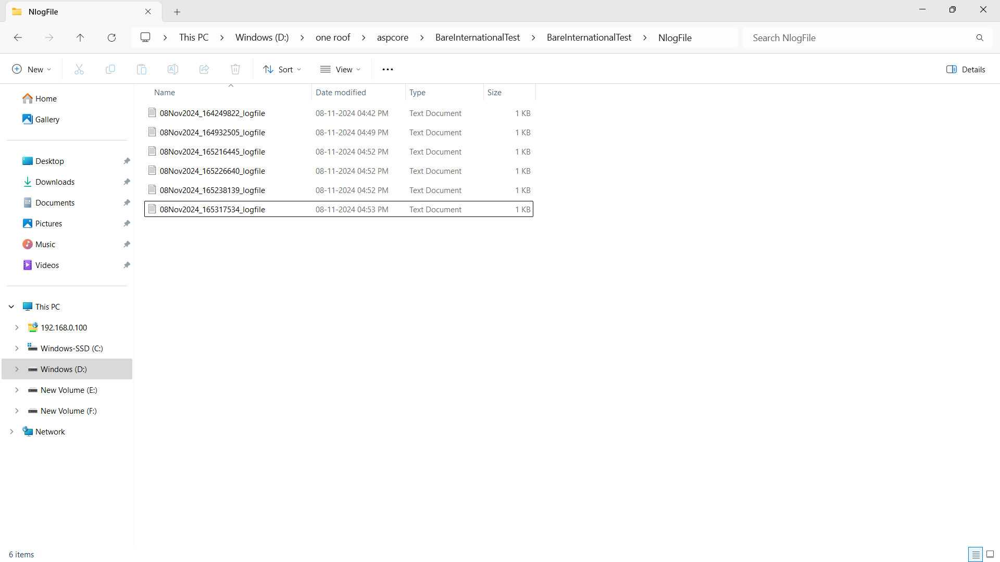 NlogFile
This PC
Windows (D:)
one roof
aspcore
BareInternationalTest
BareInternationalTest
NlogFile
Search NlogFile
New
Sort
View
Details
Name Date modified Type Size
08Nov2024_164249822_logfile 08-11-2024 04:42 PM Text Document 1 KB
08Nov2024_164932505_logfile 08-11-2024 04:49 PM Text Document 1 KB
08Nov2024_165216445_logfile 08-11-2024 04:52 PM Text Document 1 KB
08Nov2024_165226640_logfile 08-11-2024 04:52 PM Text Document 1 KB
08Nov2024_165238139_logfile 08-11-2024 04:52 PM Text Document 1 KB
08Nov2024_165317534_logfile 08-11-2024 04:53 PM Text Document 1 KB
Home
Gallery
Desktop
Downloads
Documents
Pictures
Music
Videos
This PC
192.168.0.100
Windows-SSD (C:)
Windows (D:)
New Volume (E:)
New Volume (F:)
Network
6 items